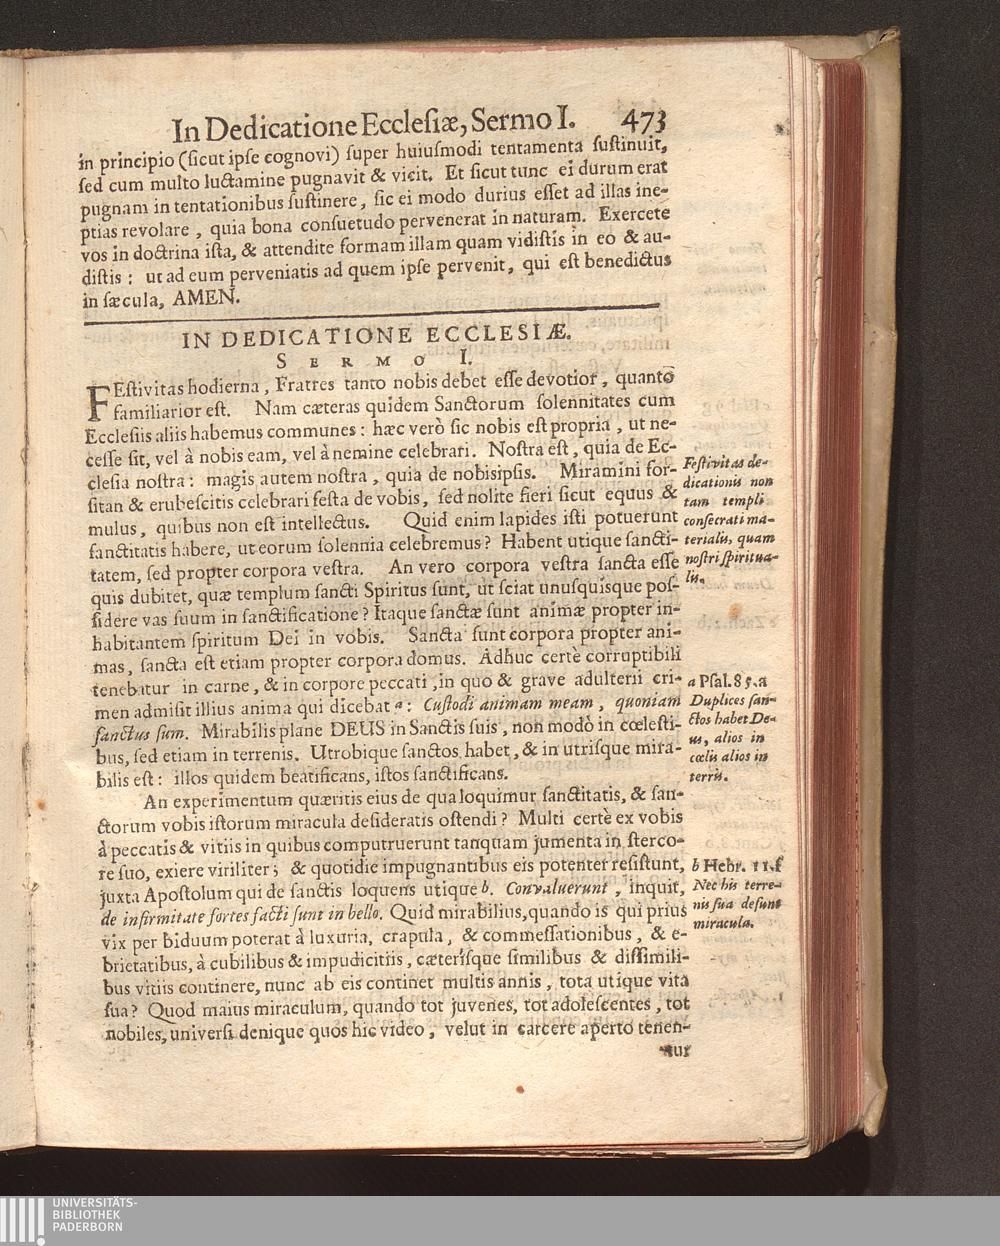 In Dedicatione Ecclesiæ, Sermo I. 473
in principio (ſicut ipſe cognovi) ſuper huiuſmodi tentamenta ſuſtinuit,
ſed cum multo luctamine pugnavit & vicit. Et ſicut tunc ei durum erat
pugnam in tentationibus ſuſtinere, ſic ei modo durius eſſet ad illas ine-
ptias revolare, quia bona conſuetudo pervenerat in naturam. Exercete
vos in doctrina iſta, & attendite formam illam quam vidiſtis in eo & au-
diſtis: ut ad eum perveniatis ad quem ipſe pervenit, qui eſt benedictus
in ſæcula, AMEN.
IN DEDICATIONE ECCLESIÆ.
SERMO I.
FEſtivitas hodierna, Fratres tanto nobis debet eſſe devotior, quantò
familiarior eſt. Nam cæteras quidem Sanctorum ſolennitates cum
Ecclesiis aliis habemus communes: hæc verò ſic nobis eſt propria, ut ne-
ceſſe ſit, vel à nobis eam, vel à nemine celebrari. Noſtra eſt, quia de Ec-
cleſia noſtra: magis autem noſtra, quia de nobisipſis. Miramini for-
ſitan & erubeſcitis celebrari feſta de vobis, ſed nolite fieri ſicut equus &
mulus, quibus non eſt intellectus. Quid enim lapides iſti potuerunt
ſanctitatis habere, ut eorum ſolennia celebremus? Habent utique ſancti-
tatem, ſed propter corpora veſtra. An vero corpora veſtra ſancta eſſe
quis dubitet, quæ templum ſancti Spiritus ſunt, ut ſciat unuſquiſque poſ-
ſidere vas ſuum in ſanctificatione? Itaque ſanctæ ſunt animæ propter in-
habitantem ſpiritum Dei in vobis. Sancta ſunt corpora propter ani-
mas, ſancta eſt etiam propter corpora domus. Adhuc certè corruptibili
tenebatur in carne, & in corpore peccati, in quo & grave adulterii cri-
men admiſit illius anima qui dicebat a: Cuſtodi animam meam, quoniam
ſanctus ſum. Mirabilis plane DEUS in Sanctis ſuis, non modò in cœleſti-
bus, ſed etiam in terrenis. Utrobique ſanctos habet, & in utriſque mira-
bilis eſt: illos quidem beatificans, iſtos ſanctificans.
An experimentum quæritis eius de qua loquimur ſanctitatis, & ſan-
ctorum vobis iſtorum miracula deſideratis oſtendi? Multi certè ex vobis
à peccatis & vitiis in quibus computruerunt tanquam jumenta in ſterco-
re ſuo, exiere viriliter; & quotidie impugnantibus eis potenter reſiſtunt,
juxta Apoſtolum qui de ſanctis loquens utique b. Convaluerunt, inquit,
de infirmitate fortes facti ſunt in bello. Quid mirabilius, quando is qui prius
vix per biduum poterat à luxuria, crapula, & commeſſationibus, & e-
brietatibus, à cubilibus & impudicitiis, cæteriſque ſimilibus & diſſimili-
bus vitiis continere, nunc ab eis continet multis annis, tota utique vita
ſua? Quod maius miraculum, quando tot juvenes, tot adoleſcentes, tot
nobiles, universi denique quos hic video, velut in carcere aperto tenen-
tur
Feſtivitas de-
dicationis non
tam templi
conſecrati ma-
terialis, quam
noſtri ſpiritua-
lis.
a Pſal. 85. a
Duplices ſan-
ctos habet De-
us, alios in
cœlis alios in
terris.
b Hebr. 11. f
Nec his terre-
nis ſua deſunt
miracula.
UNIVERSITÄTS-
BIBLIOTHEK
PADERBORN